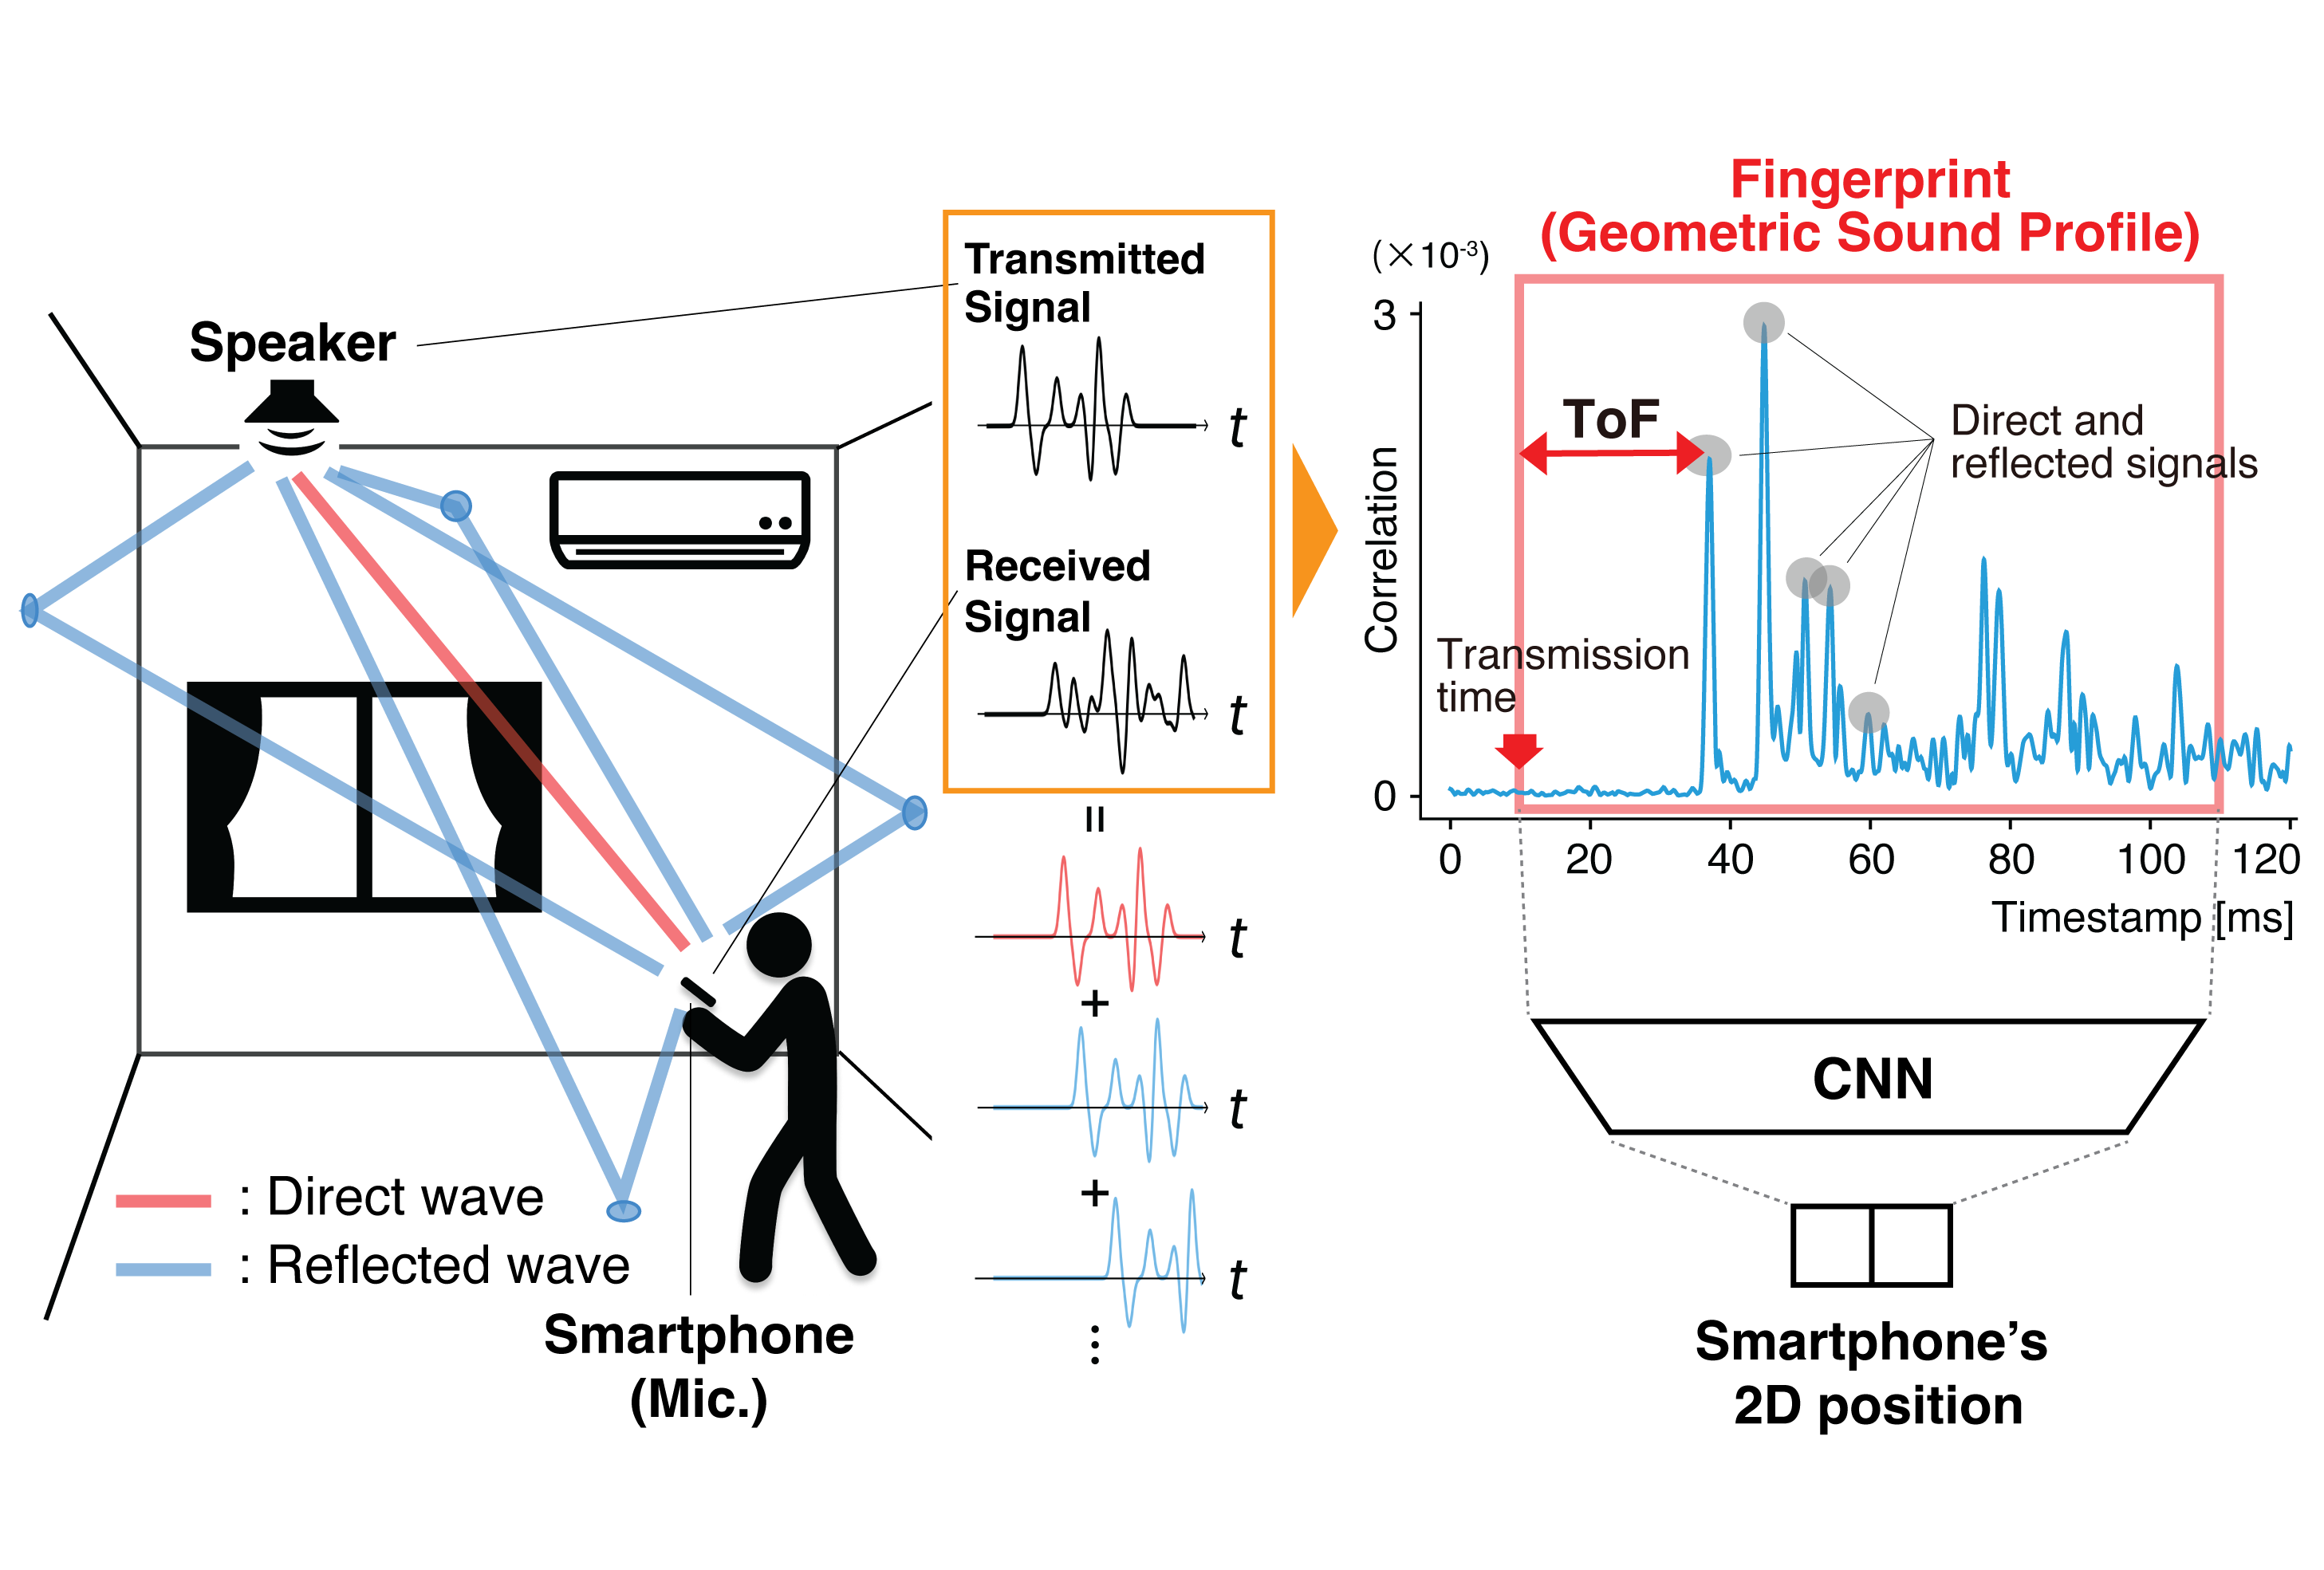 Speaker
: Direct wave
: Reflected wave
Smartphone
(Mic.)
Transmitted
Signal
t
Received
Signal
t
=
t
+
t
+
t
⋮
Fingerprint
(Geometric Sound Profile)
(×10-3)
3
0
Correlation
ToF
Direct and
reflected signals
Transmission
time
0 20 40 60 80 100 120
Timestamp [ms]
CNN
Smartphone’s
2D position